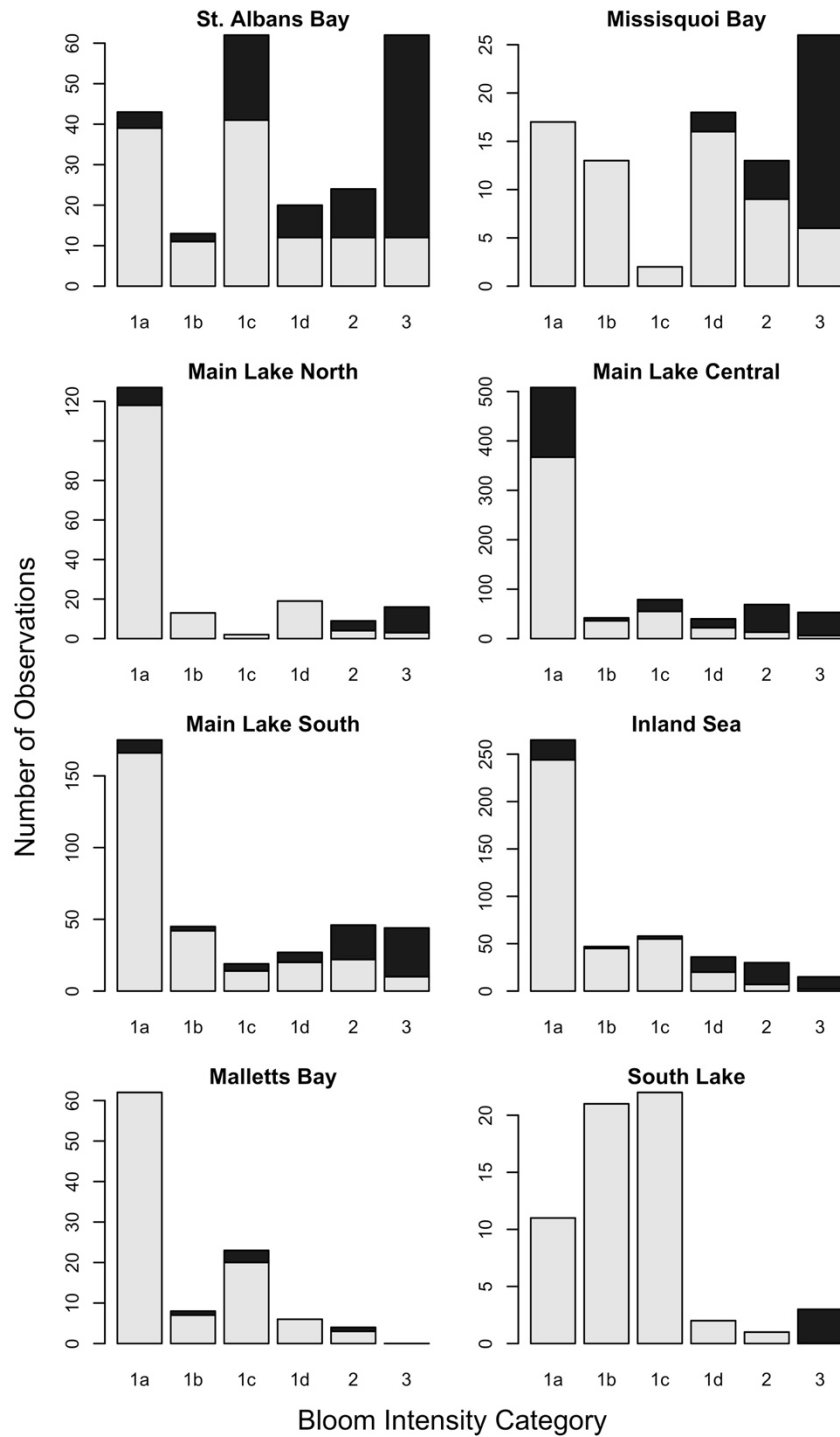 St. Albans Bay
60
50
40
30
20
10
0
1a 1b 1c 1d 2 3
Missisquoi Bay
25
20
15
10
5
0
1a 1b 1c 1d 2 3
Main Lake North
120
80
60
40
20
0
1a 1b 1c 1d 2 3
Main Lake Central
500
400
300
200
100
0
1a 1b 1c 1d 2 3
Main Lake South
150
100
50
0
1a 1b 1c 1d 2 3
Inland Sea
250
200
150
100
50
0
1a 1b 1c 1d 2 3
Malletts Bay
60
50
40
30
20
10
0
1a 1b 1c 1d 2 3
South Lake
20
15
10
5
0
1a 1b 1c 1d 2 3
Number of Observations
Bloom Intensity Category